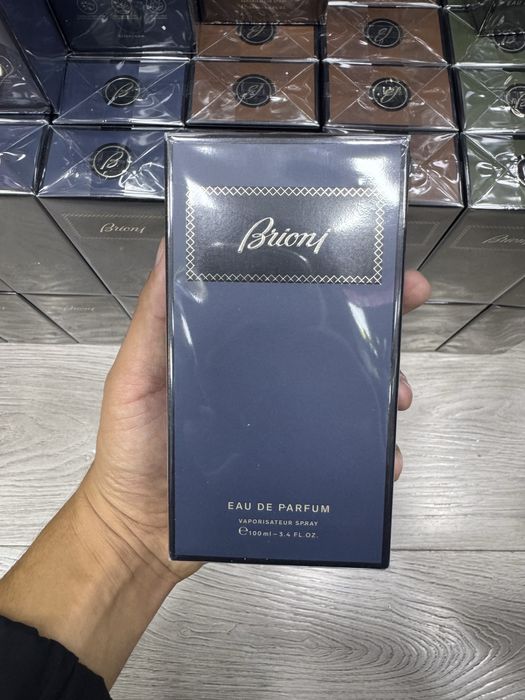 Brioni
Brioni
Brioni
EAU DE PARFUM
VAPORISATEUR SPRAY
℮100ml – 3.4 FL.OZ.